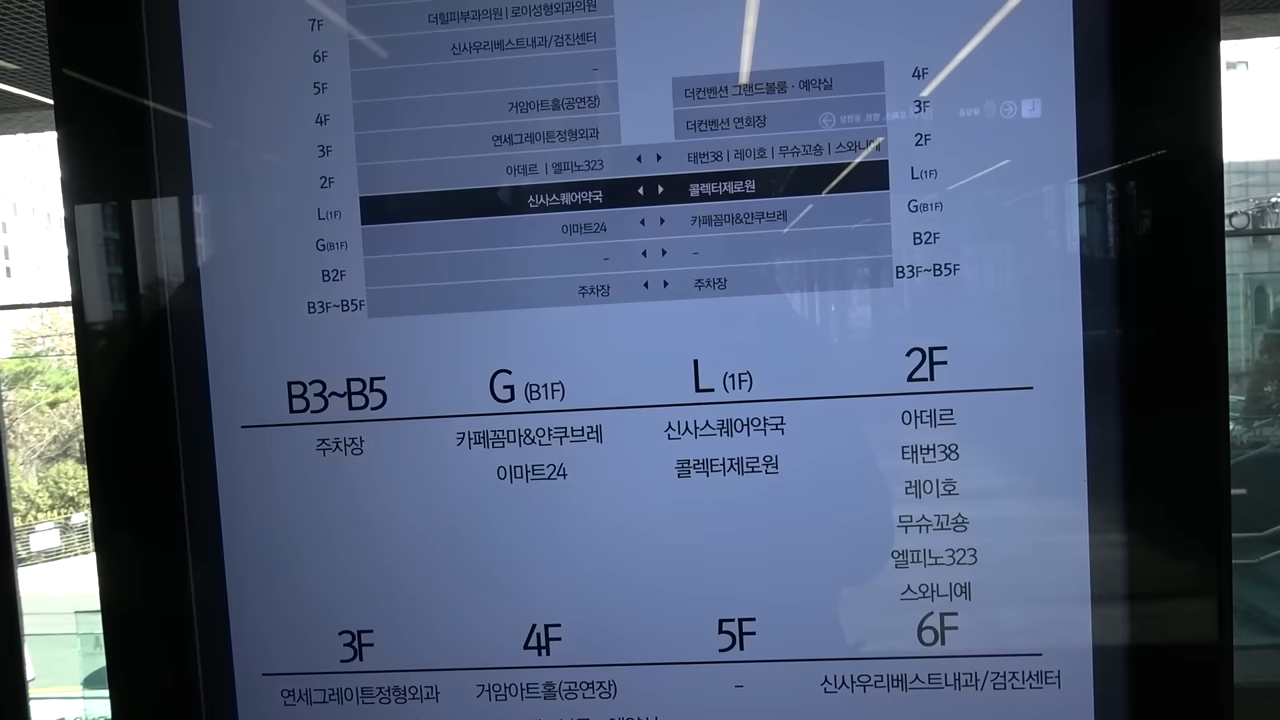 7F 더힐피부과의원 | 로이성형외과의원
6F 신사우리베스트내과/검진센터
5F -
4F 거암아트홀(공연장) 더컨벤션 그랜드볼룸 · 예약실 4F
3F 연세그레이튼정형외과 더컨벤션 연회장 3F
2F 아데르 | 엘피노323 태번38 | 레이호 | 무슈꼬숑 | 스와니예 2F
L(1F) 신사스퀘어약국 콜렉터제로원 L(1F)
G(B1F) 이마트24 카페꼼마&얀쿠브레 G(B1F)
B2F - - B2F
B3F~B5F 주차장 주차장 B3F~B5F
B3~B5 G (B1F) L (1F) 2F
주차장 카페꼼마&얀쿠브레 신사스퀘어약국 아데르
이마트24 콜렉터제로원 태번38
레이호
무슈꼬숑
엘피노323
스와니예
3F 4F 5F 6F
연세그레이튼정형외과 거암아트홀(공연장) - 신사우리베스트내과/검진센터